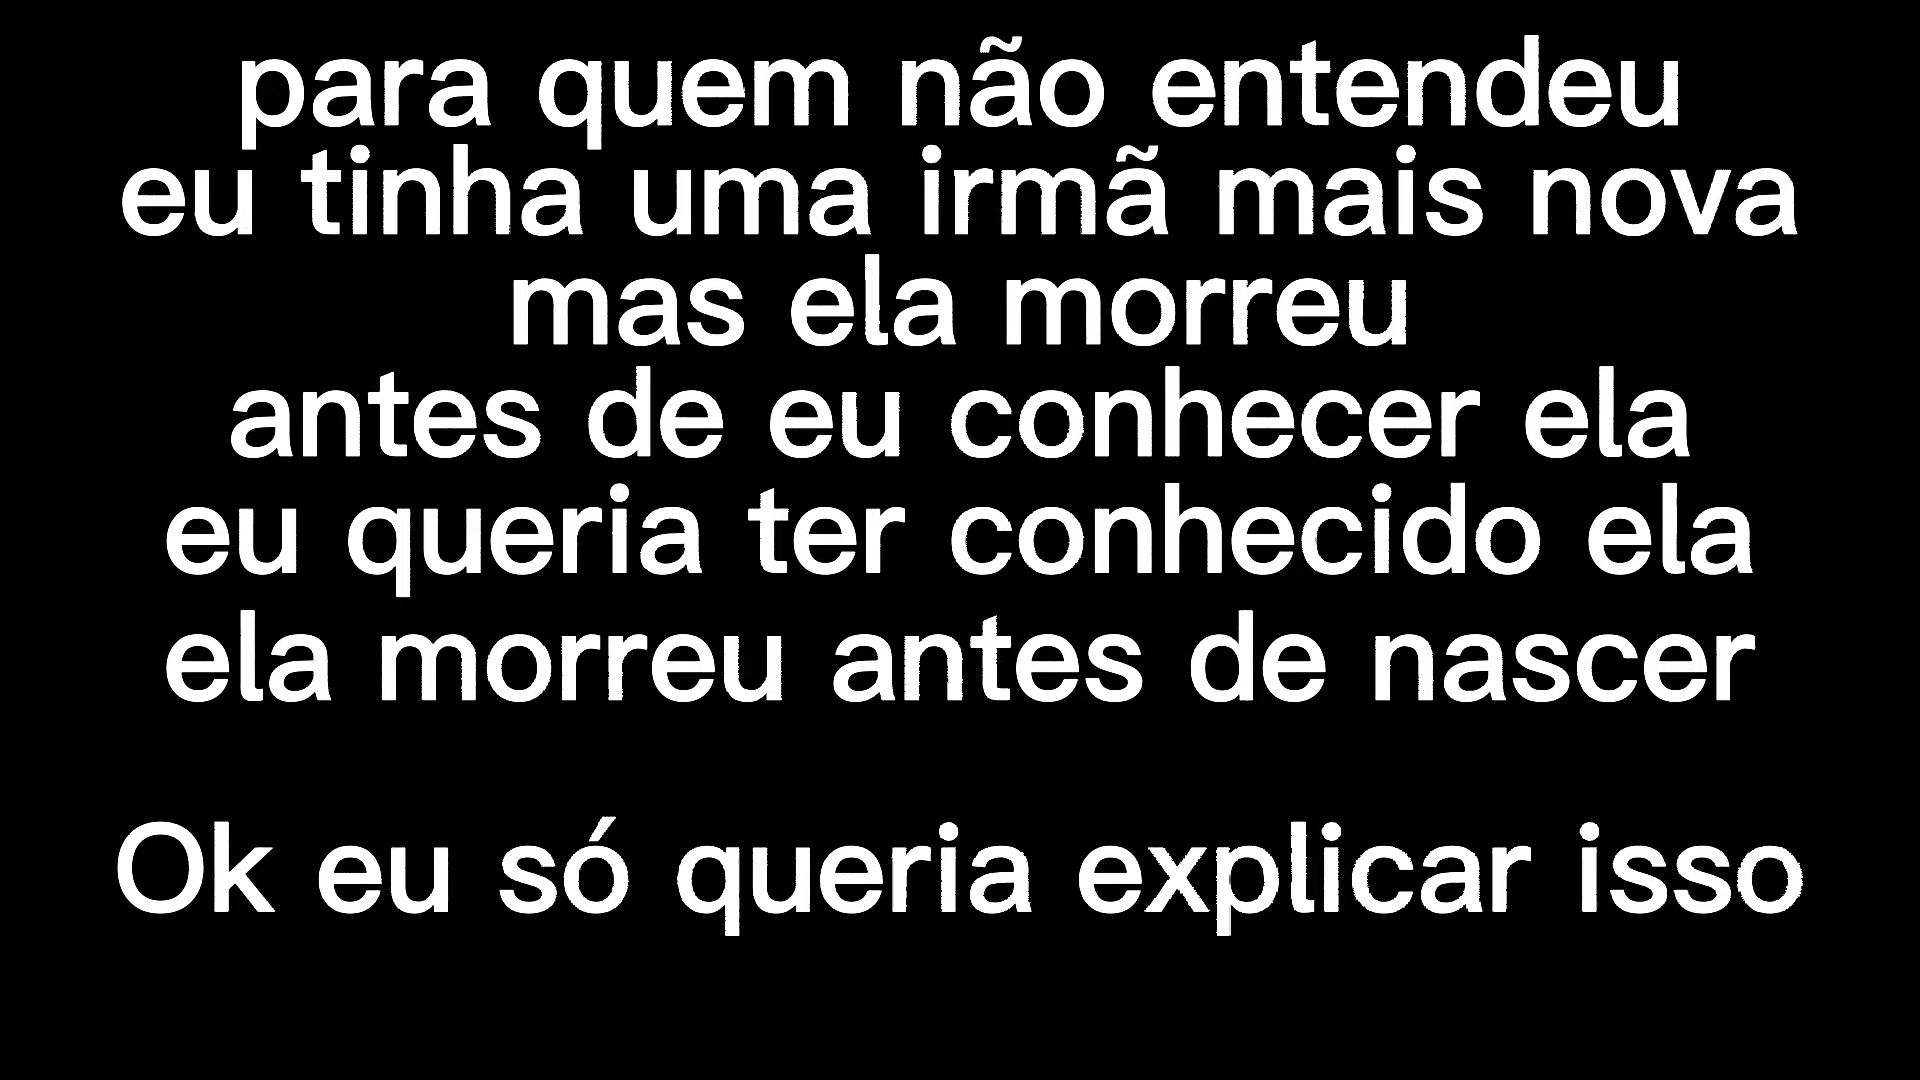 para quem não entendeu
eu tinha uma irmã mais nova
mas ela morreu
antes de eu conhecer ela
eu queria ter conhecido ela
ela morreu antes de nascer
Ok eu só queria explicar isso